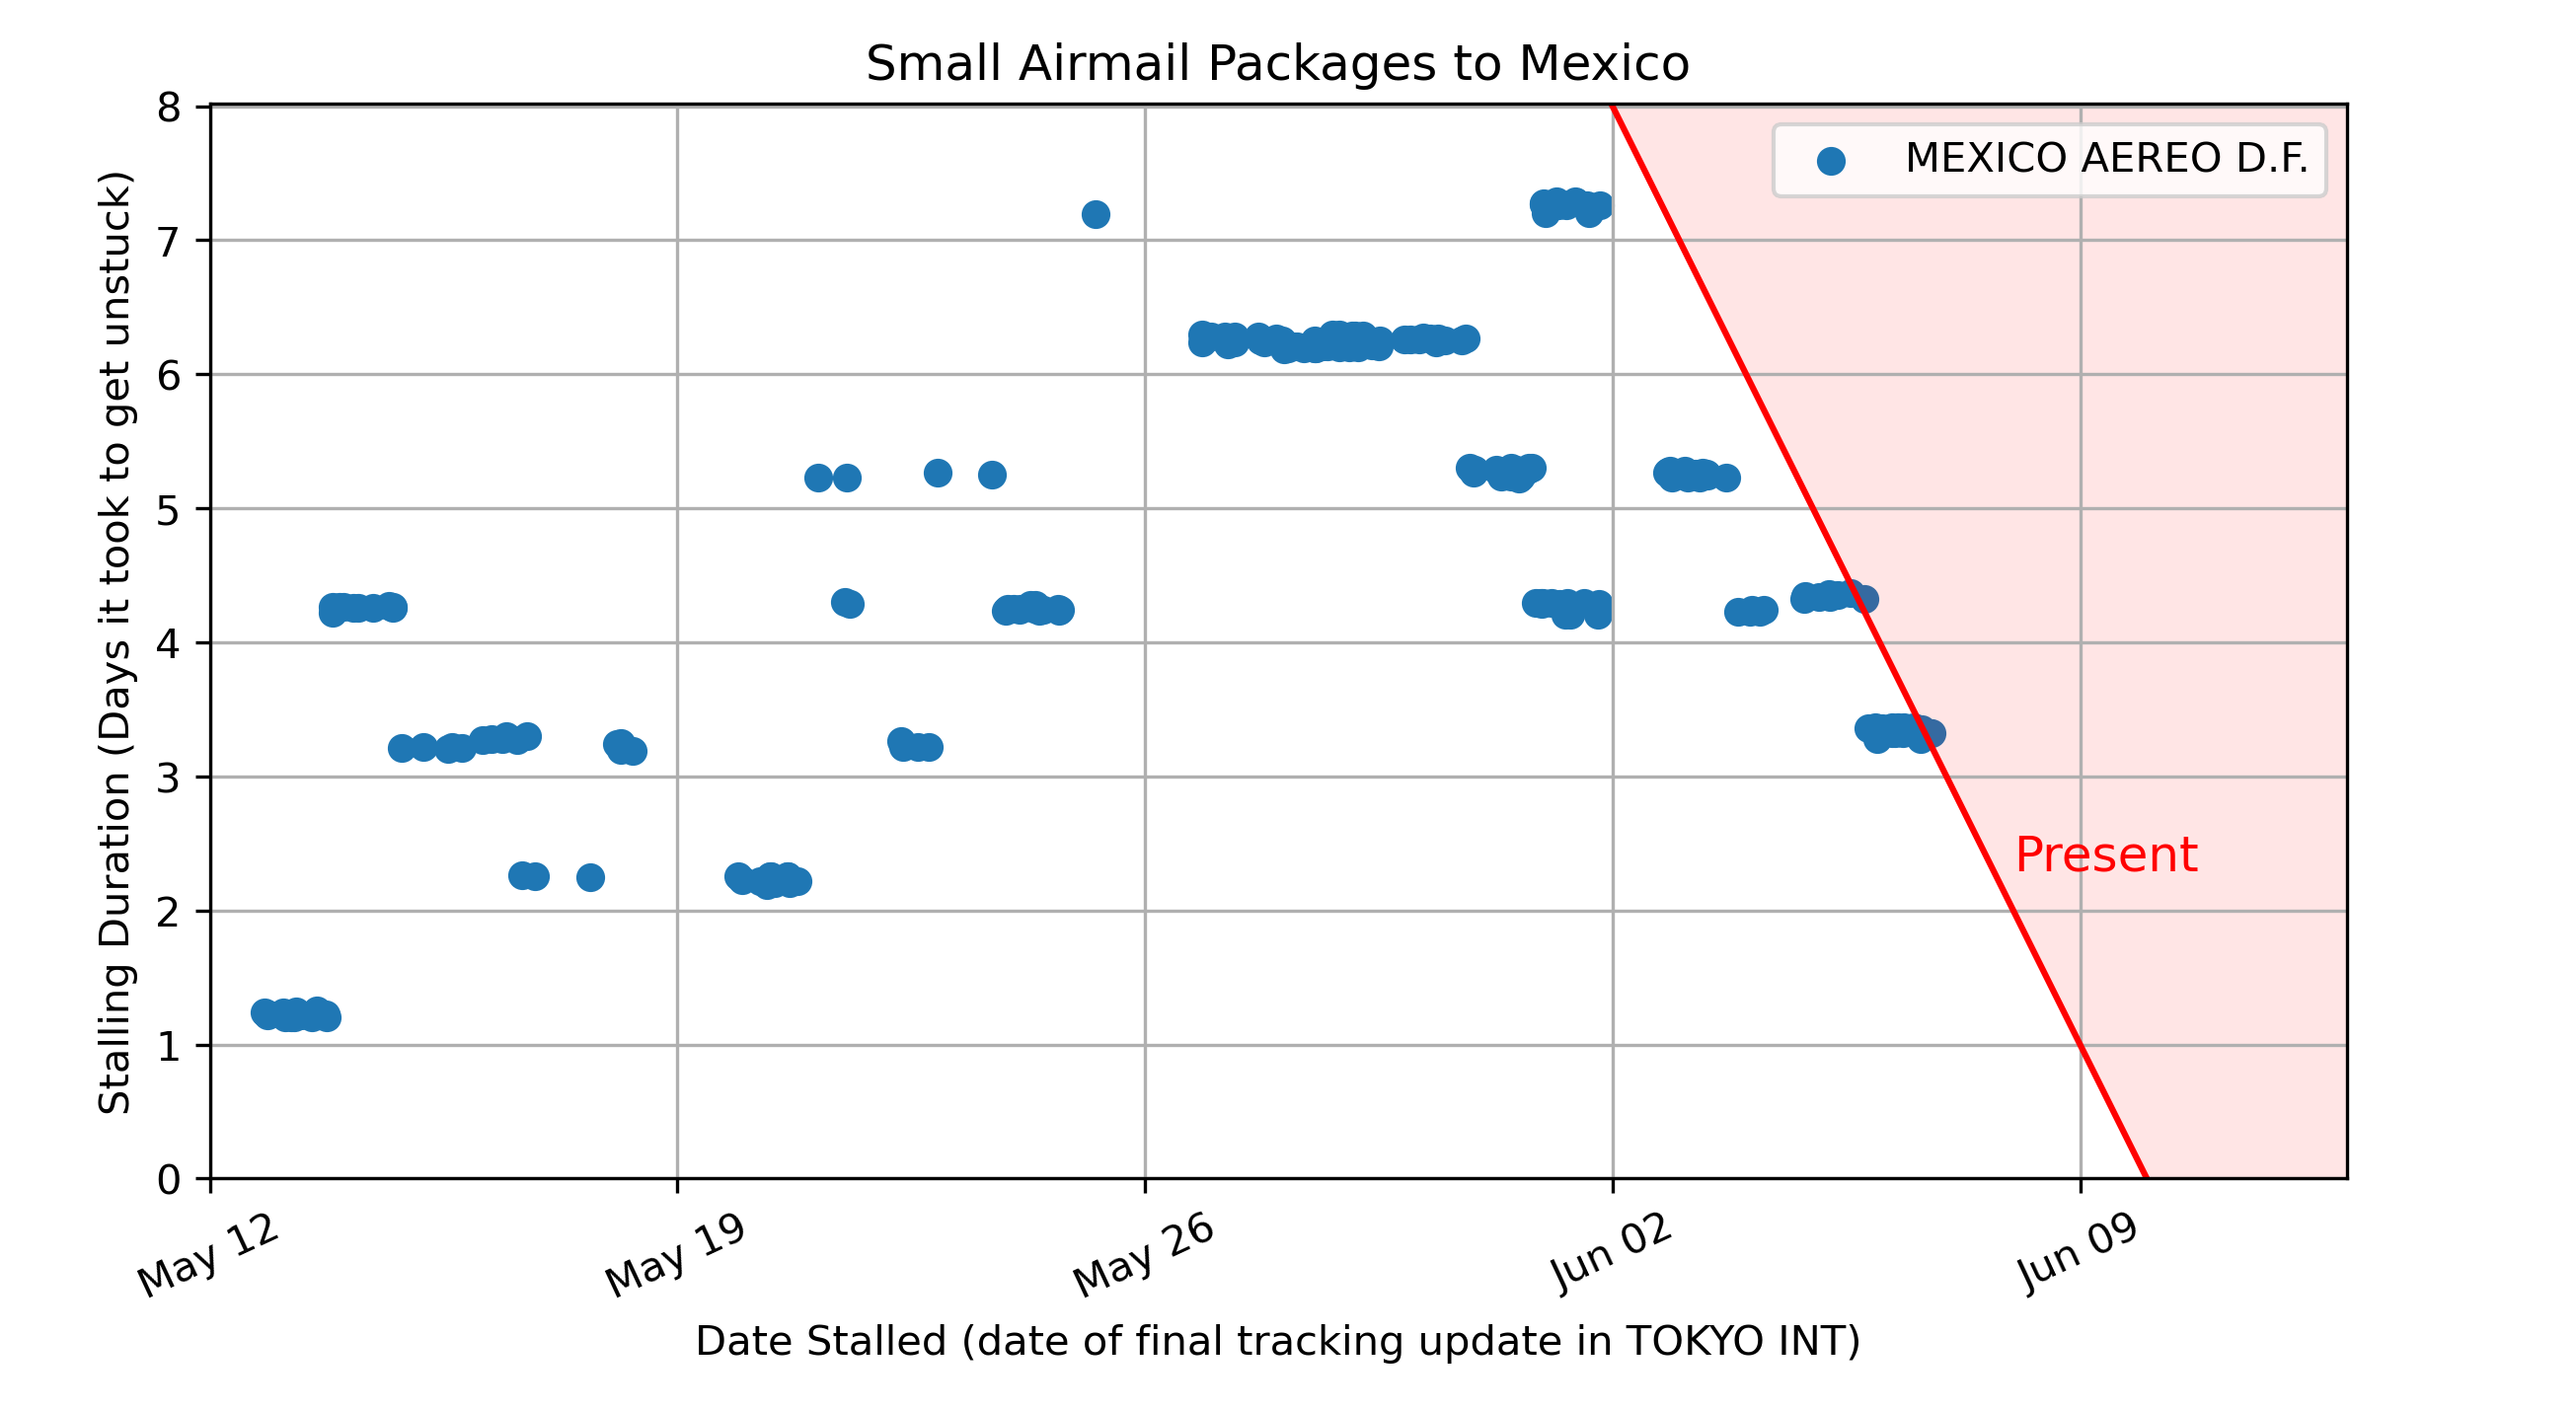 Small Airmail Packages to Mexico
MEXICO AEREO D.F.
Stalling Duration (Days it took to get unstuck)
8
7
6
5
4
3
2
1
0
Present
May 12
May 19
May 26
Jun 02
Jun 09
Date Stalled (date of final tracking update in TOKYO INT)